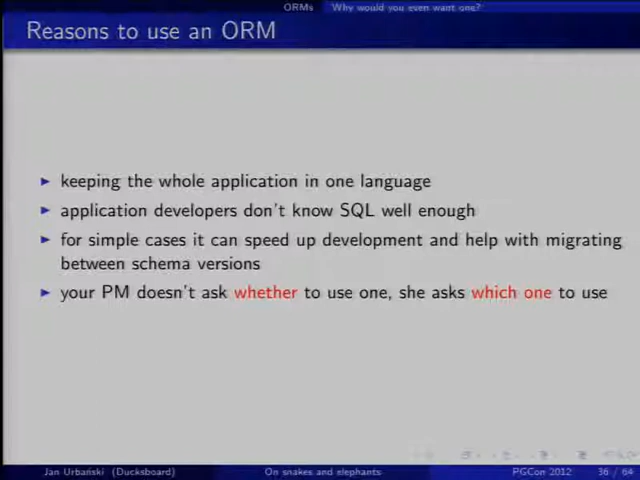 ORMs Why would you even want one?
Reasons to use an ORM
keeping the whole application in one language
application developers don't know SQL well enough
for simple cases it can speed up development and help with migrating
between schema versions
your PM doesn't ask whether to use one, she asks which one to use
Jan Urbański (Ducksboard) On snakes and elephants PGCon 2012 36 / 64